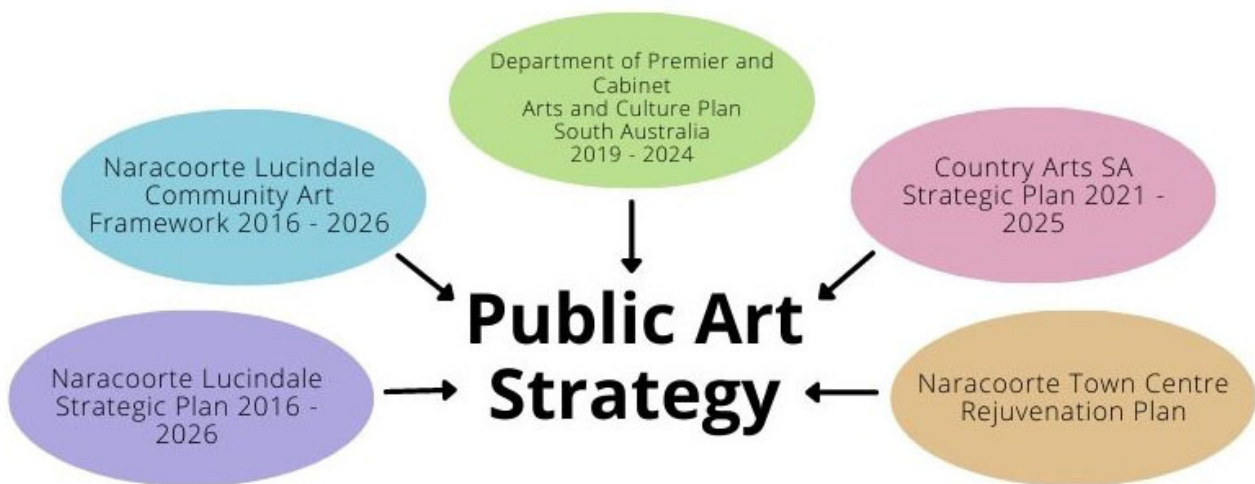 Department of Premier and
Cabinet
Arts and Culture Plan
South Australia
2019 - 2024
Naracoorte Lucindale
Community Art
Framework 2016 - 2026
Country Arts SA
Strategic Plan 2021 -
2025
Public Art
Strategy
Naracoorte Lucindale
Strategic Plan 2016 -
2026
Naracoorte Town Centre
Rejuvenation Plan